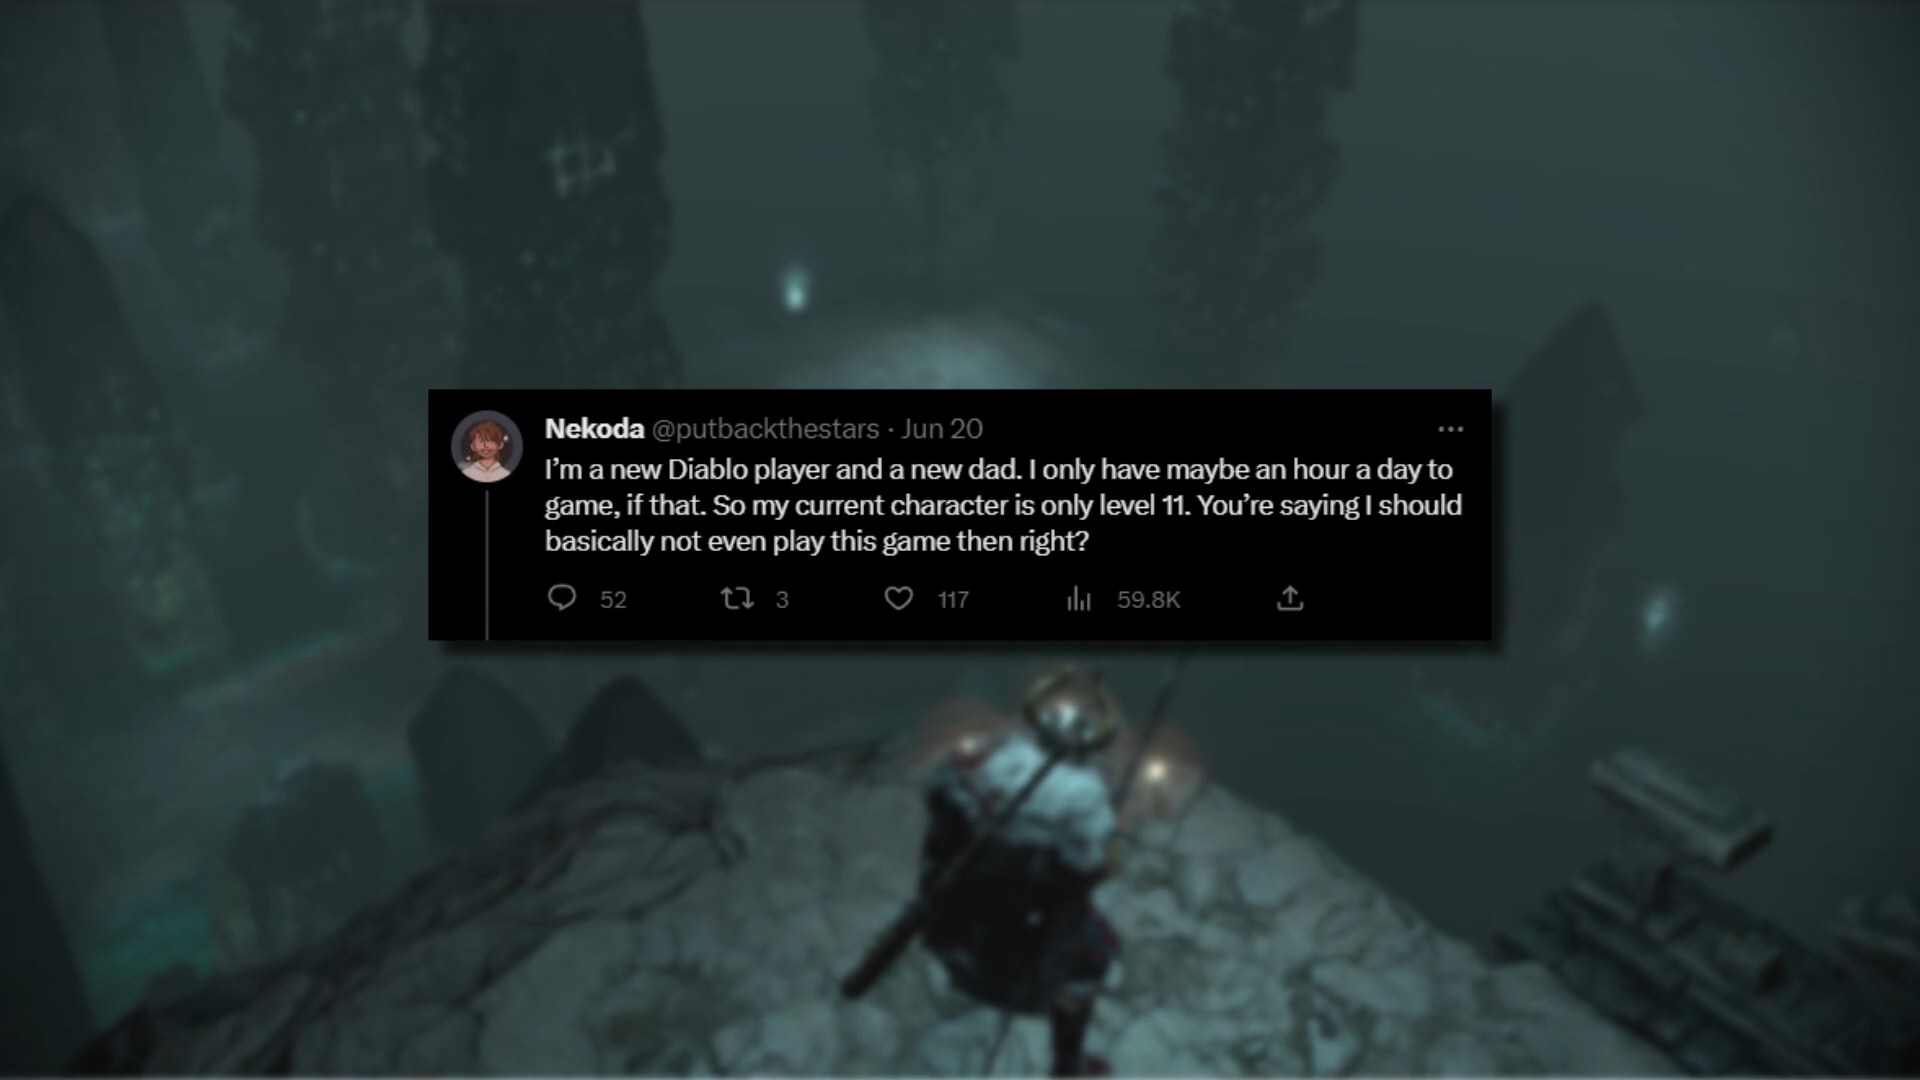 Nekoda @putbackthestars · Jun 20
I’m a new Diablo player and a new dad. I only have maybe an hour a day to
game, if that. So my current character is only level 11. You’re saying I should
basically not even play this game then right?
52 3 117 59.8K